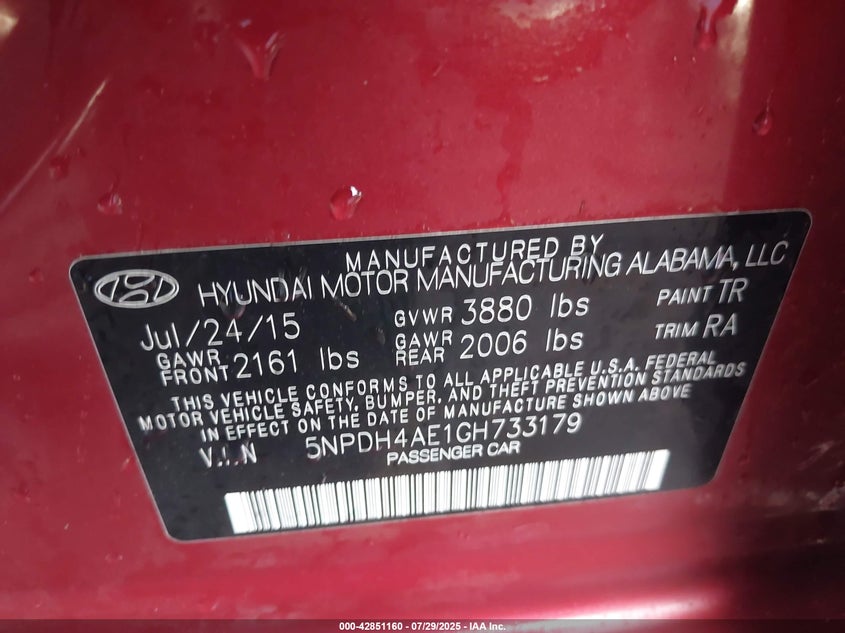 MANUFACTURED BY
HYUNDAI MOTOR MANUFACTURING ALABAMA, LLC
Jul/24/15 GVWR 3880 lbs PAINT TR
GAWR FRONT 2161 lbs GAWR REAR 2006 lbs TRIM RA
THIS VEHICLE CONFORMS TO ALL APPLICABLE U.S.A. FEDERAL
MOTOR VEHICLE SAFETY, BUMPER, AND THEFT PREVENTION STANDARDS
IN EFFECT ON THE DATE OF MANUFACTURE SHOWN ABOVE
V.I.N 5NPDH4AE1GH733179
PASSENGER CAR
000-42851160 - 07/29/2025 - IAA Inc.